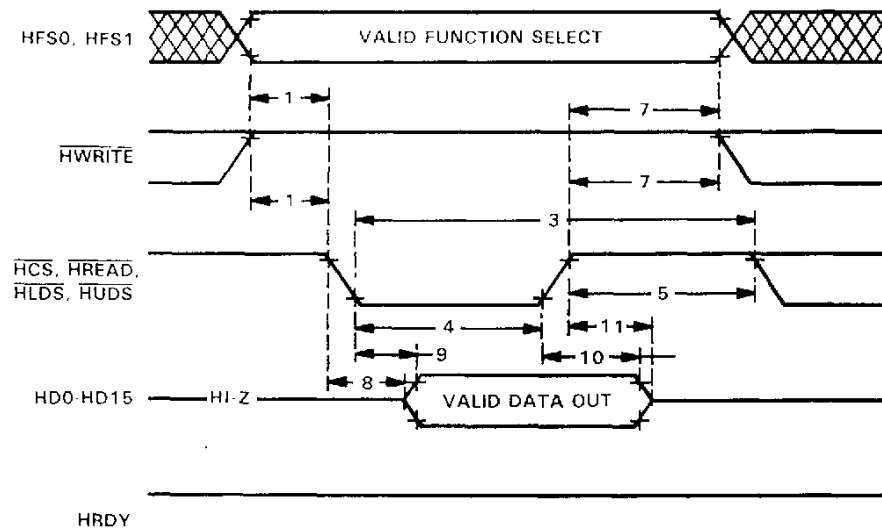 HFS0, HFS1
VALID FUNCTION SELECT
1
7
HWRITE
1
7
3
HCS, HREAD,
HLDS, HUDS
5
4
11
9
10
8
HD0-HD15
HI-Z
VALID DATA OUT
HRDY